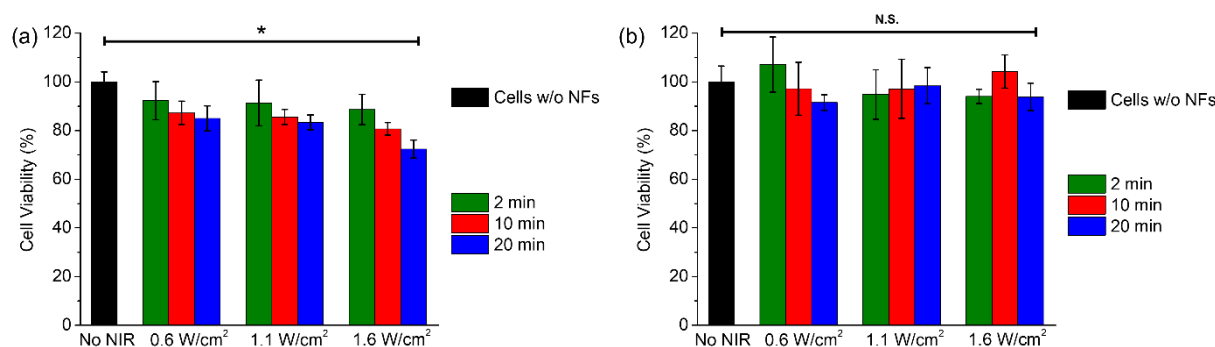 (a)
*
120
100
80
60
40
20
0
Cell Viability (%)
No NIR
0.6 W/cm²
1.1 W/cm²
1.6 W/cm²
Cells w/o NFs
2 min
10 min
20 min
(b)
N.S.
120
100
80
60
40
20
0
Cell Viability (%)
No NIR
0.6 W/cm²
1.1 W/cm²
1.6 W/cm²
Cells w/o NFs
2 min
10 min
20 min